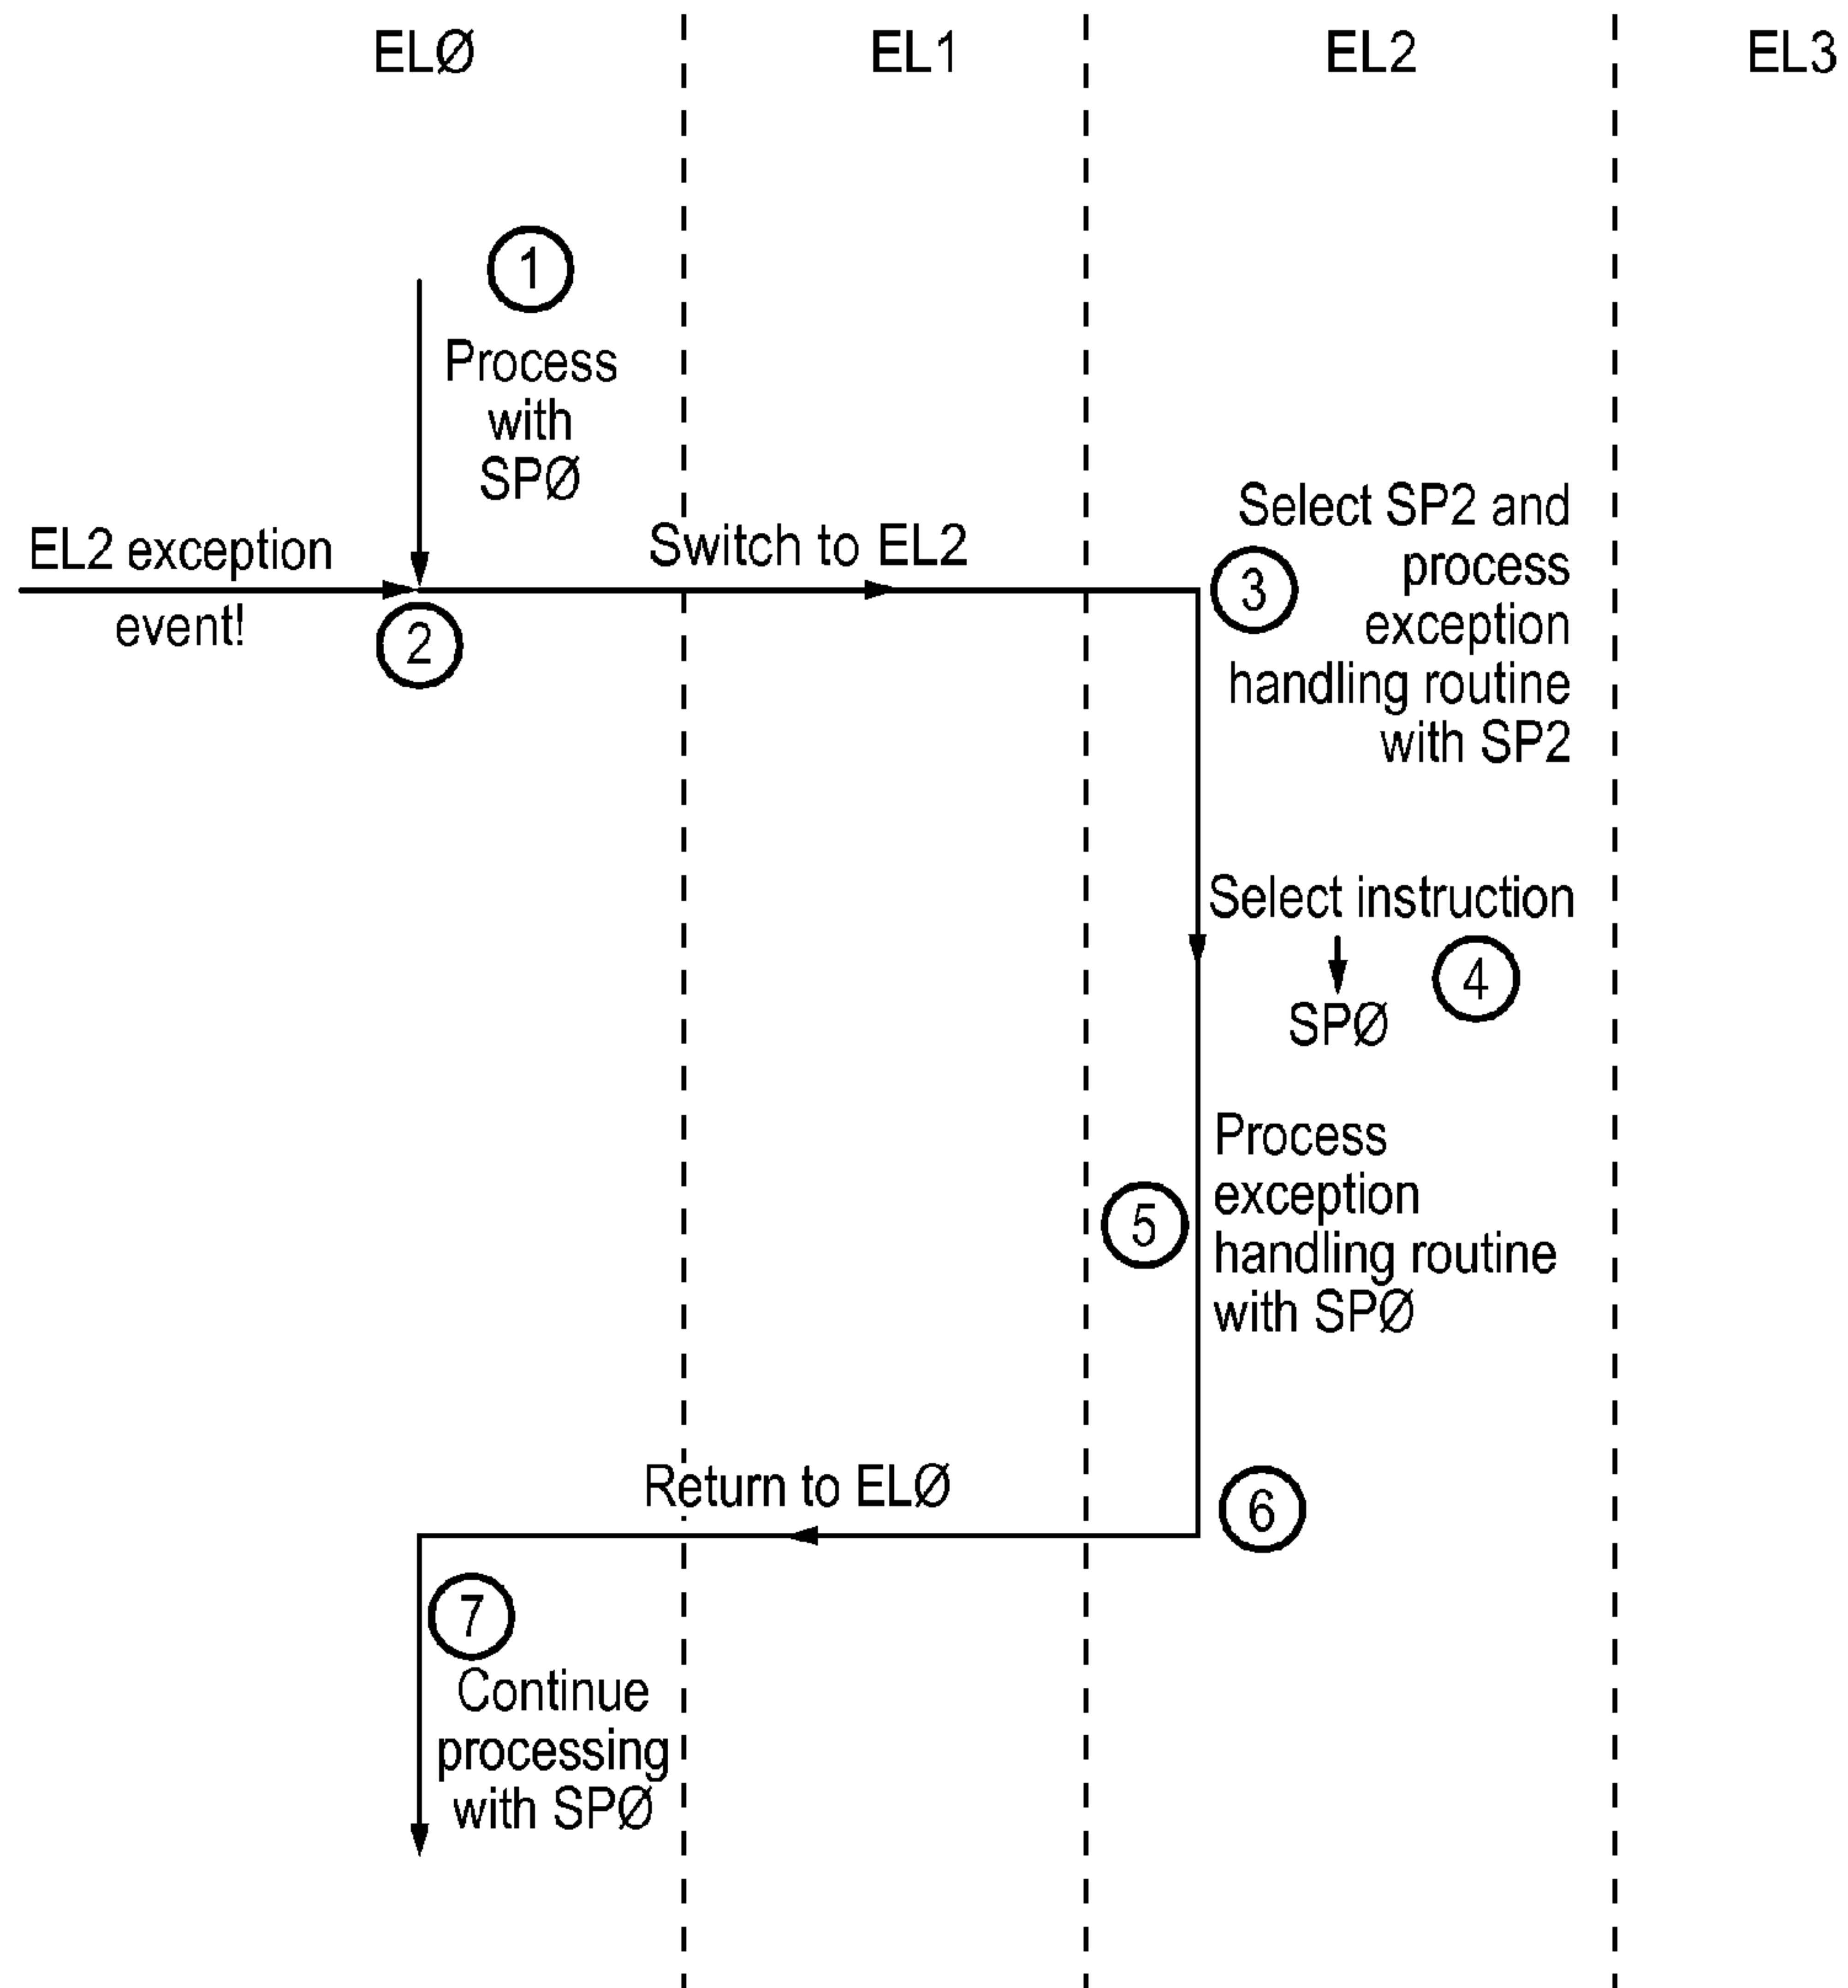 ELØ
EL1
EL2
EL3
1
Process
with
SPØ
EL2 exception
event!
2
Switch to EL2
3
Select SP2 and
process
exception
handling routine
with SP2
Select instruction
4
SPØ
5
Process
exception
handling routine
with SPØ
Return to ELØ
6
7
Continue
processing
with SPØ